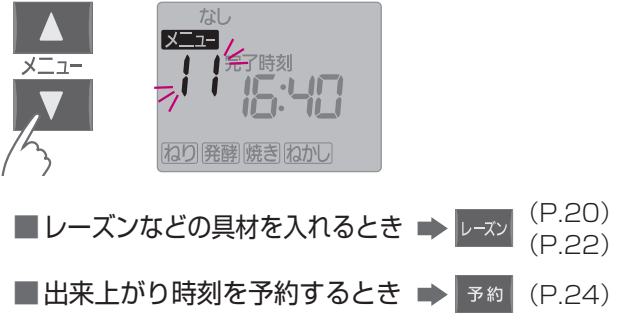 ▲
メニュー
▼
なし
メニュー
11
完了時刻
16:40
ねり 発酵 焼き ねかし
■レーズンなどの具材を入れるとき ➡ レーズン (P.20)
(P.22)
■出来上がり時刻を予約するとき ➡ 予約 (P.24)